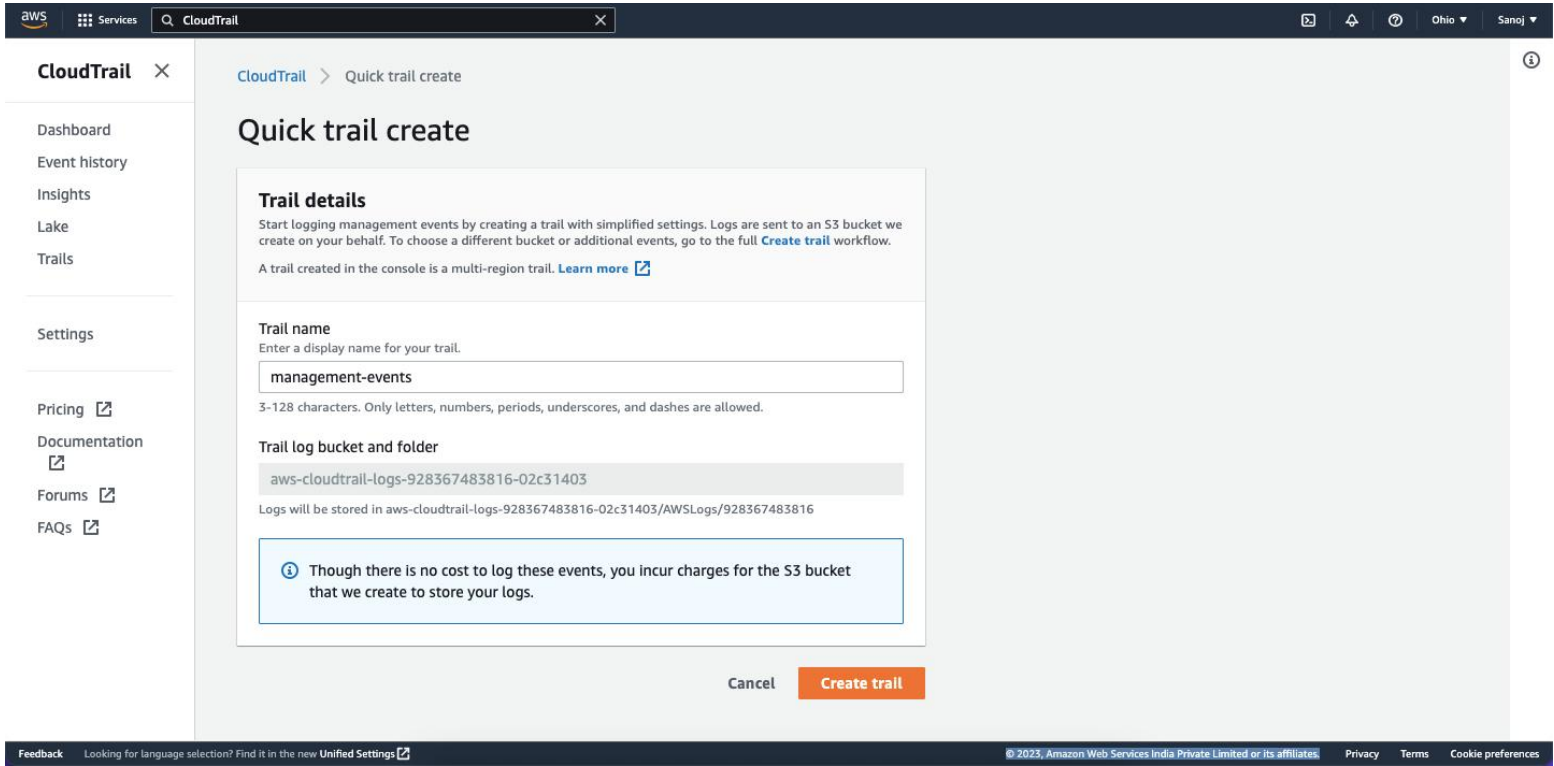 aws
Services
CloudTrail
Ohio
Sanoj
CloudTrail
Dashboard
Event history
Insights
Lake
Trails
Settings
Pricing
Documentation
Forums
FAQs
CloudTrail > Quick trail create
Quick trail create
Trail details
Start logging management events by creating a trail with simplified settings. Logs are sent to an S3 bucket we
create on your behalf. To choose a different bucket or additional events, go to the full Create trail workflow.
A trail created in the console is a multi-region trail. Learn more
Trail name
Enter a display name for your trail.
management-events
3-128 characters. Only letters, numbers, periods, underscores, and dashes are allowed.
Trail log bucket and folder
aws-cloudtrail-logs-928367483816-02c31403
Logs will be stored in aws-cloudtrail-logs-928367483816-02c31403/AWSLogs/928367483816
Though there is no cost to log these events, you incur charges for the S3 bucket
that we create to store your logs.
Cancel
Create trail
Feedback
Looking for language selection? Find it in the new Unified Settings
© 2023, Amazon Web Services India Private Limited or its affiliates.
Privacy
Terms
Cookie preferences